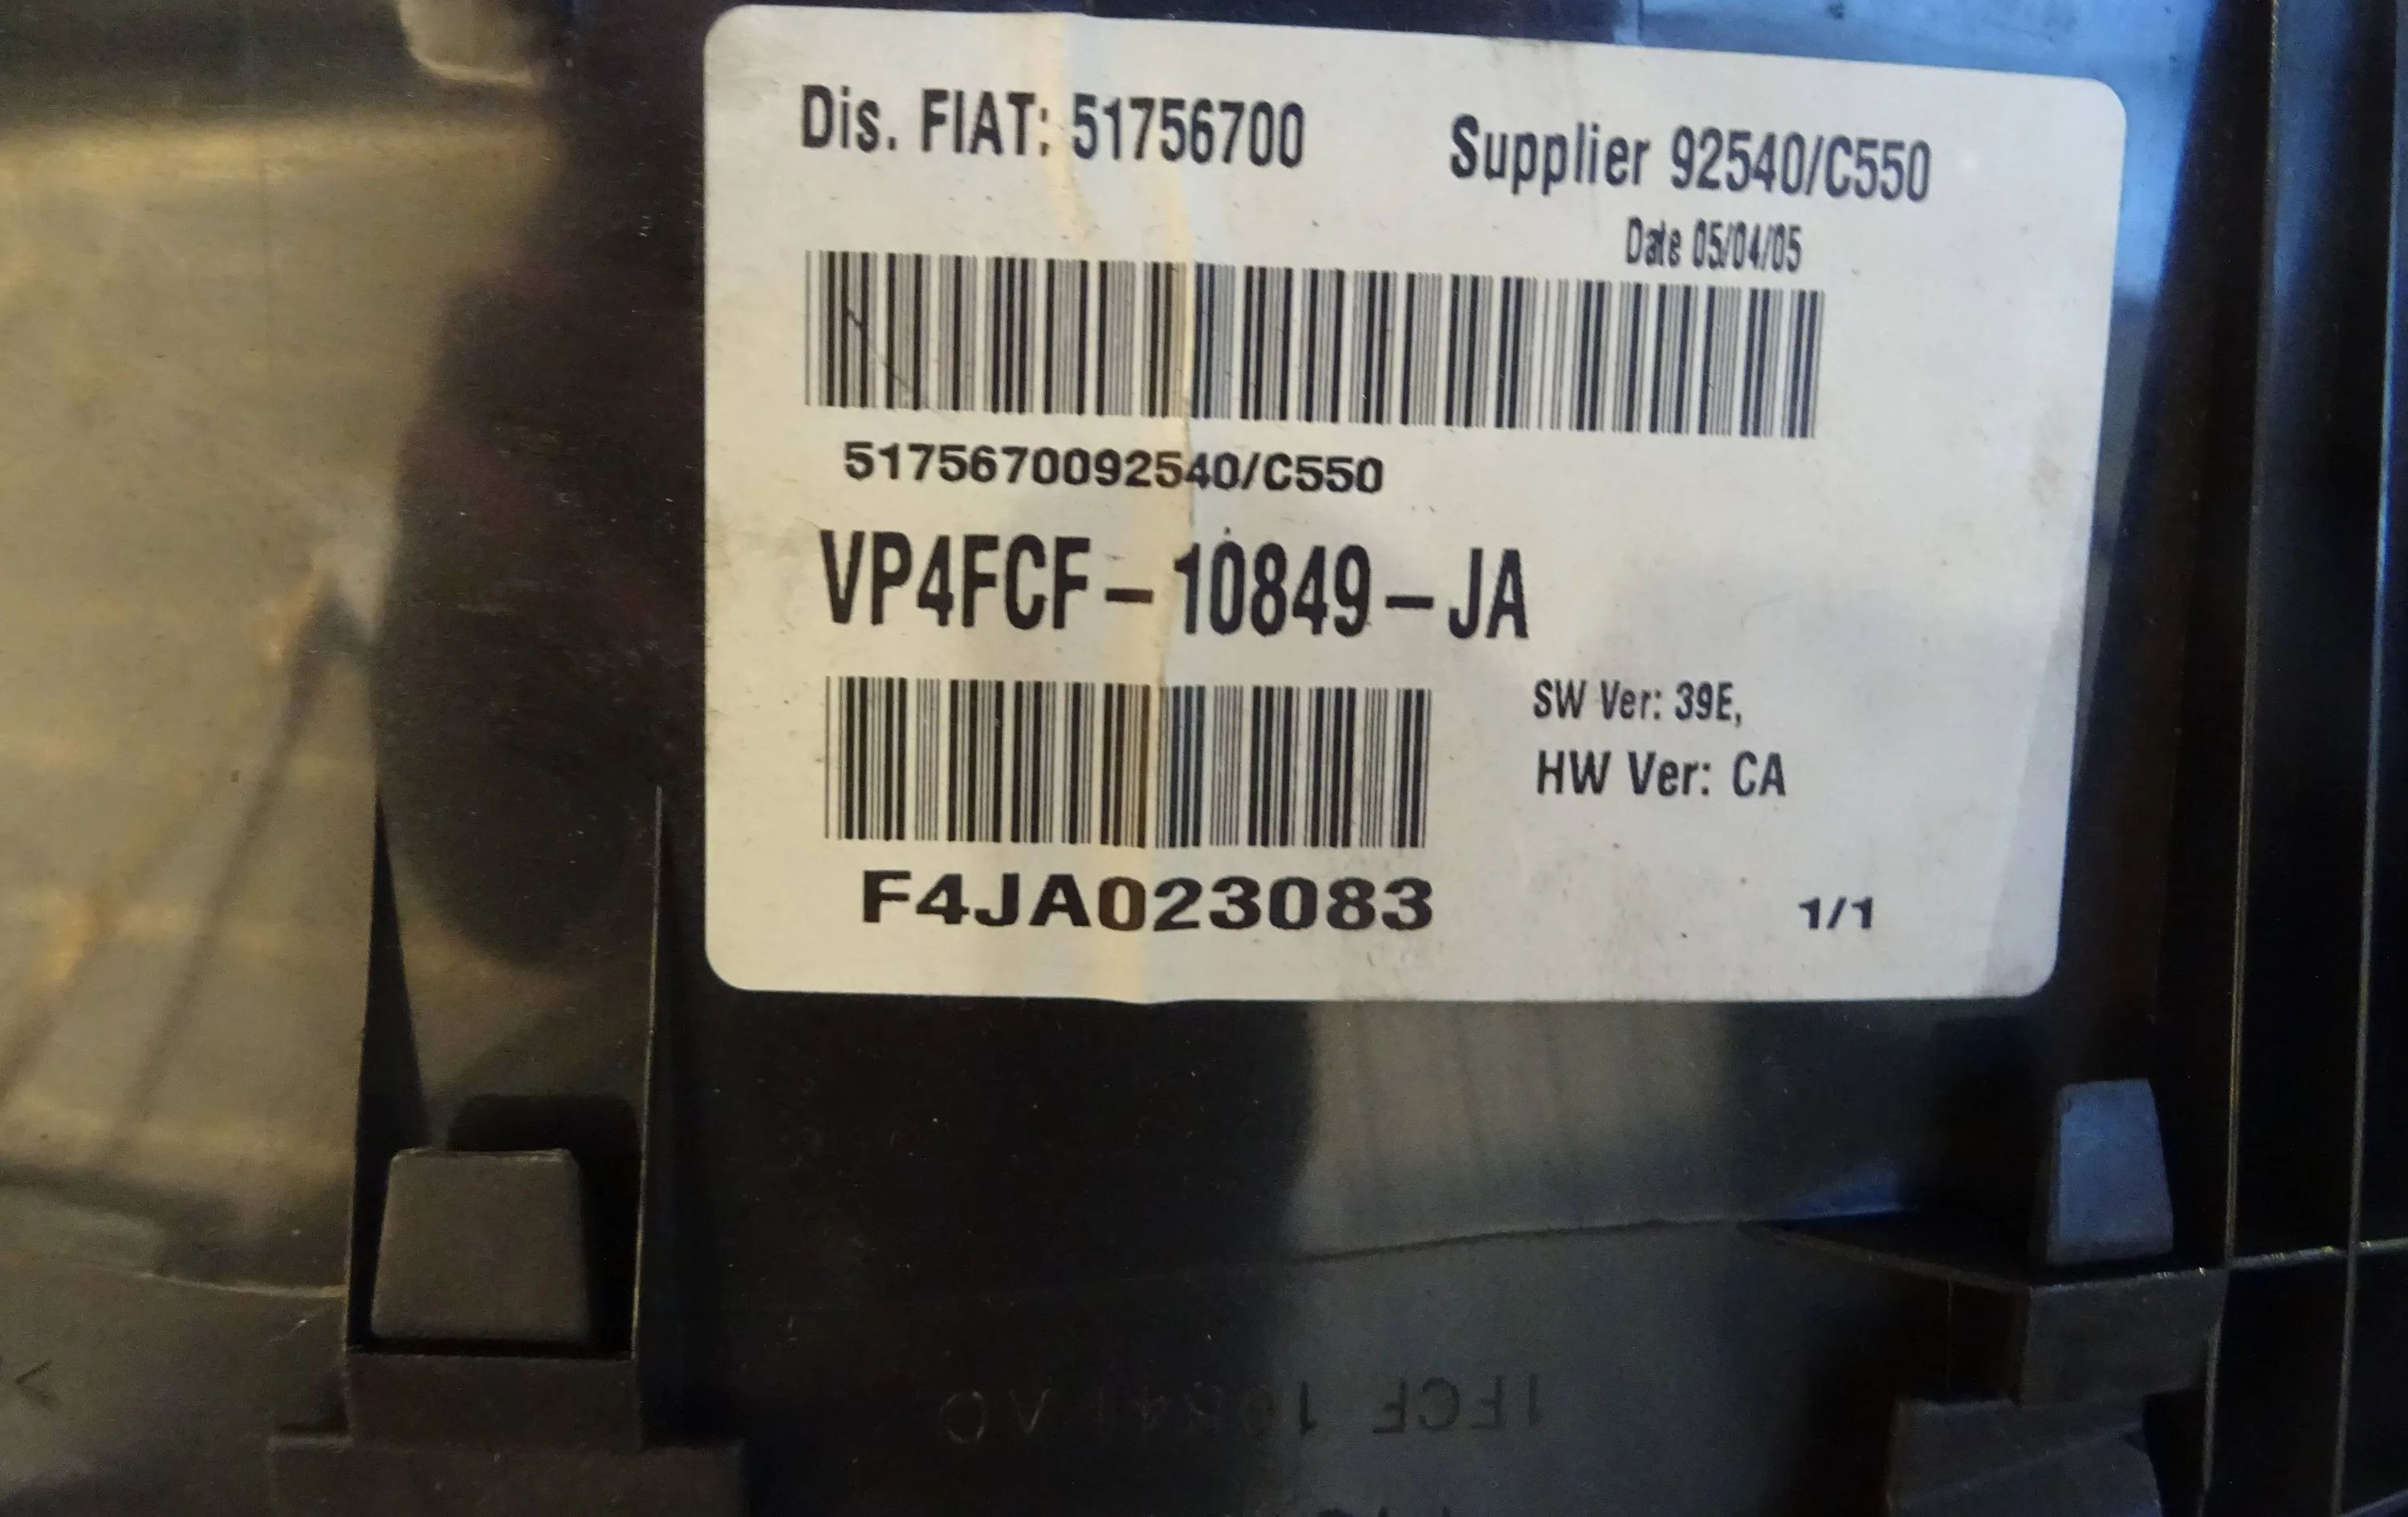 Dis. FIAT: 51756700 Supplier 92540/C550
Date 05/04/05
5175670092540/C550
VP4FCF-10849-JA
SW Ver: 39E,
HW Ver: CA
F4JA023083 1/1
1FCF